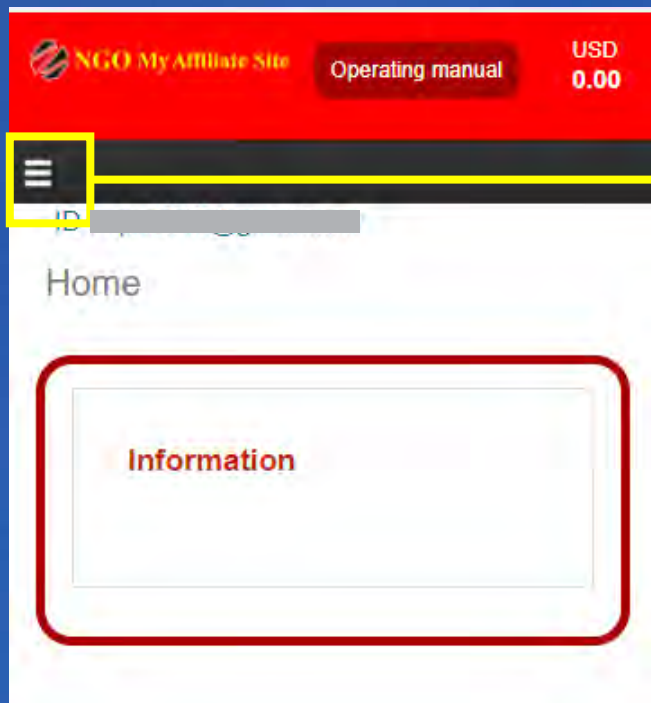 NGO My Affiliate Site
Operating manual
USD
0.00
ID
Home
Information